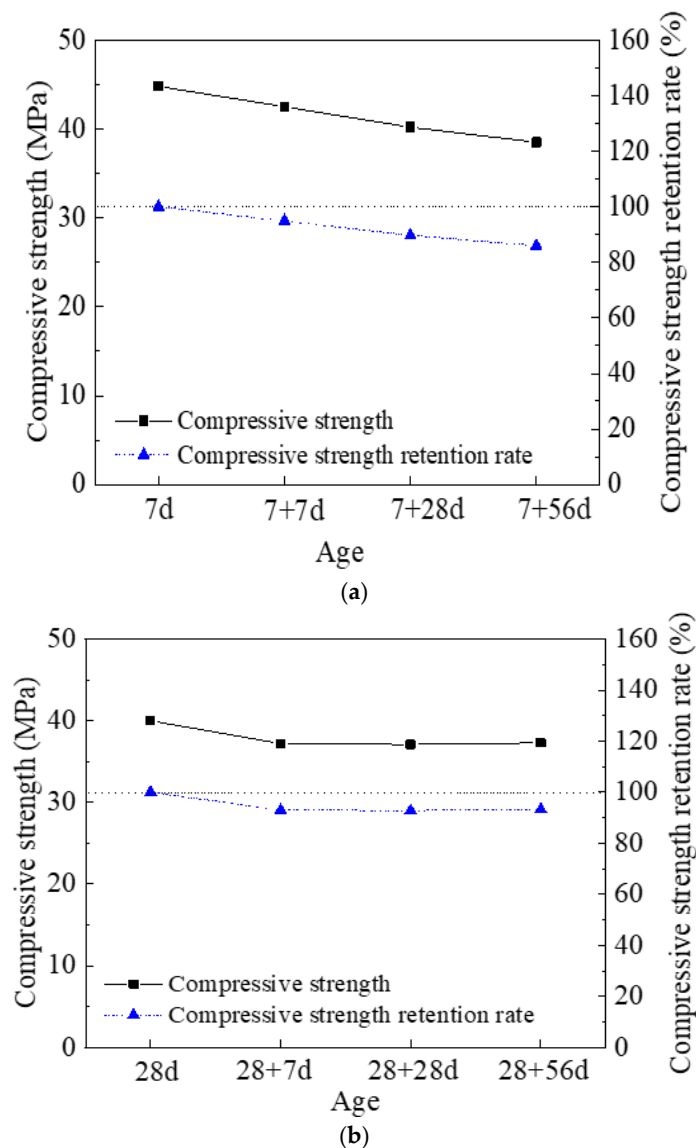 50
40
30
20
10
0
Compressive strength (MPa)
160
140
120
100
80
60
40
20
0
Compressive strength retention rate (%)
Compressive strength
Compressive strength retention rate
7d 7+7d 7+28d 7+56d
Age
(a)
50
40
30
20
10
0
Compressive strength (MPa)
160
140
120
100
80
60
40
20
0
Compressive strength retention rate (%)
Compressive strength
Compressive strength retention rate
28d 28+7d 28+28d 28+56d
Age
(b)